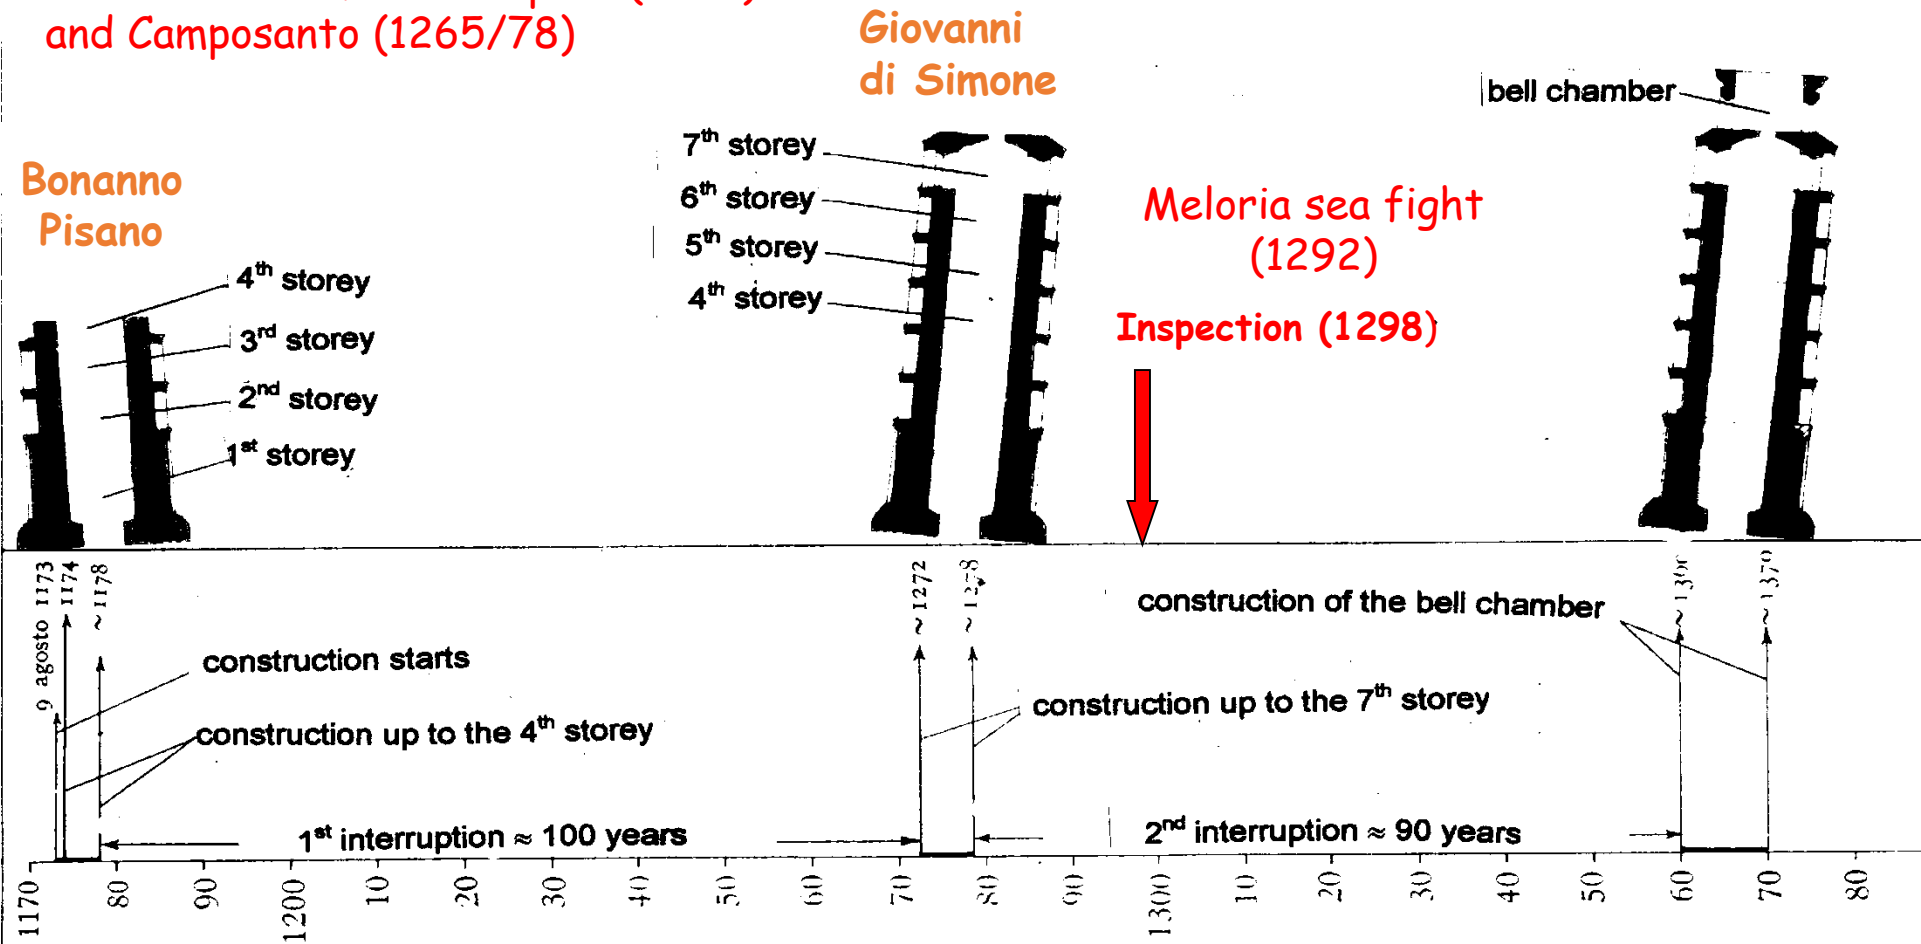 and Camposanto (1265/78)
Giovanni
di Simone
bell chamber
7th storey
6th storey
5th storey
4th storey
Bonanno
Pisano
4th storey
3rd storey
2nd storey
1st storey
Meloria sea fight
(1292)
Inspection (1298)
9 agosto 1173
1174
~1178
~1272
~1278
~1370
construction of the bell chamber
construction starts
construction up to the 7th storey
construction up to the 4th storey
1st interruption ≈ 100 years
2nd interruption ≈ 90 years
1170
80
90
1200
10
20
30
40
50
60
70
80
90
1300
10
20
30
40
50
60
70
80